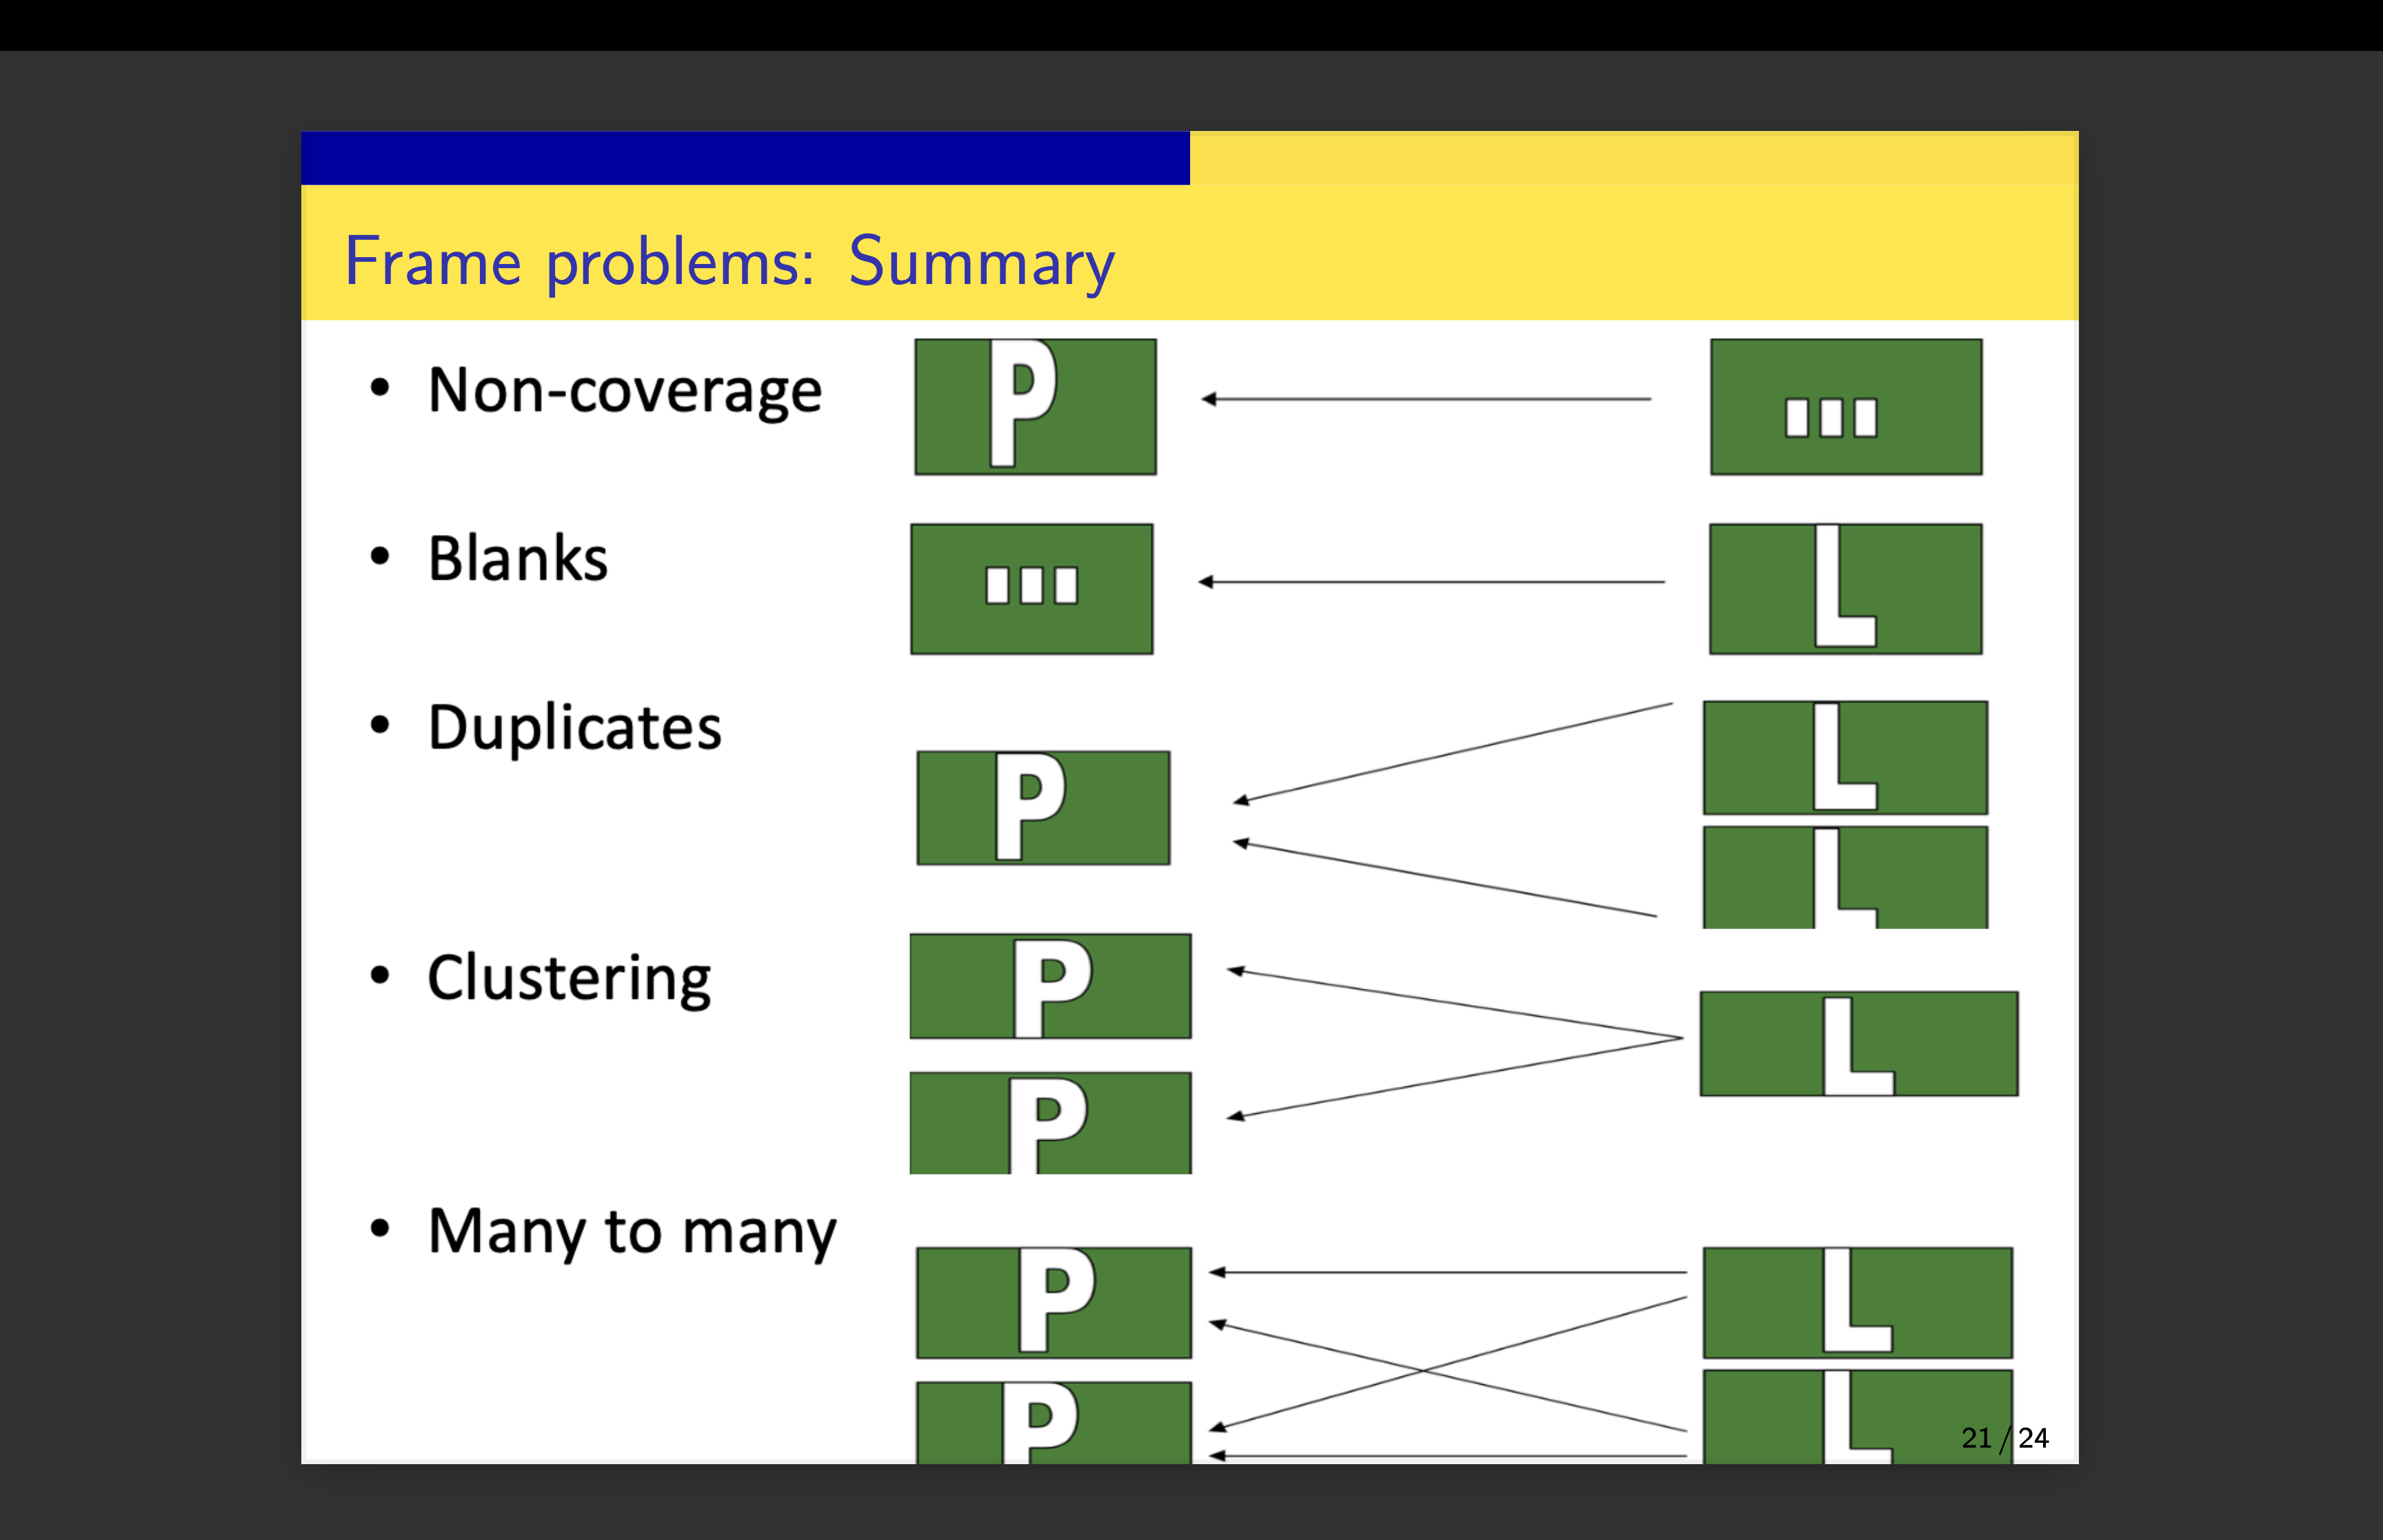 Frame problems: Summary
• Non-coverage P ...
• Blanks ... L
• Duplicates
L
P
L
• Clustering P
L
P
• Many to many
P L
P L
21 / 24